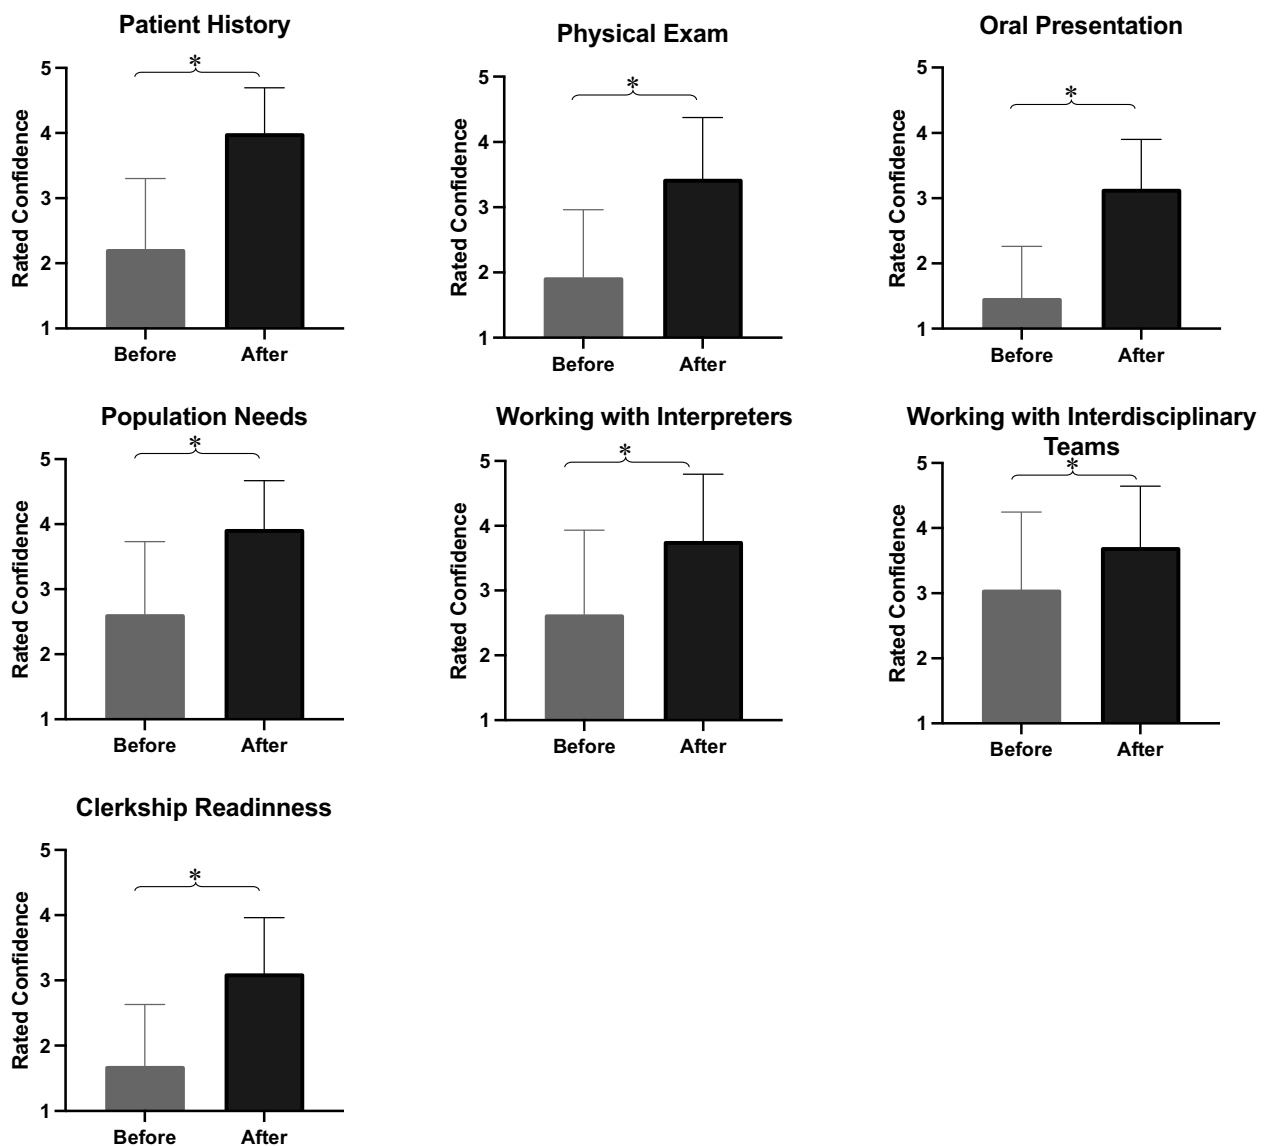 Patient History
*
5
4
3
2
1
Rated Confidence
Before After
Physical Exam
*
5
4
3
2
1
Rated Confidence
Before After
Oral Presentation
*
5
4
3
2
1
Rated Confidence
Before After
Population Needs
*
5
4
3
2
1
Rated Confidence
Before After
Working with Interpreters
*
5
4
3
2
1
Rated Confidence
Before After
Working with Interdisciplinary
Teams
*
5
4
3
2
1
Rated Confidence
Before After
Clerkship Readinness
*
5
4
3
2
1
Rated Confidence
Before After